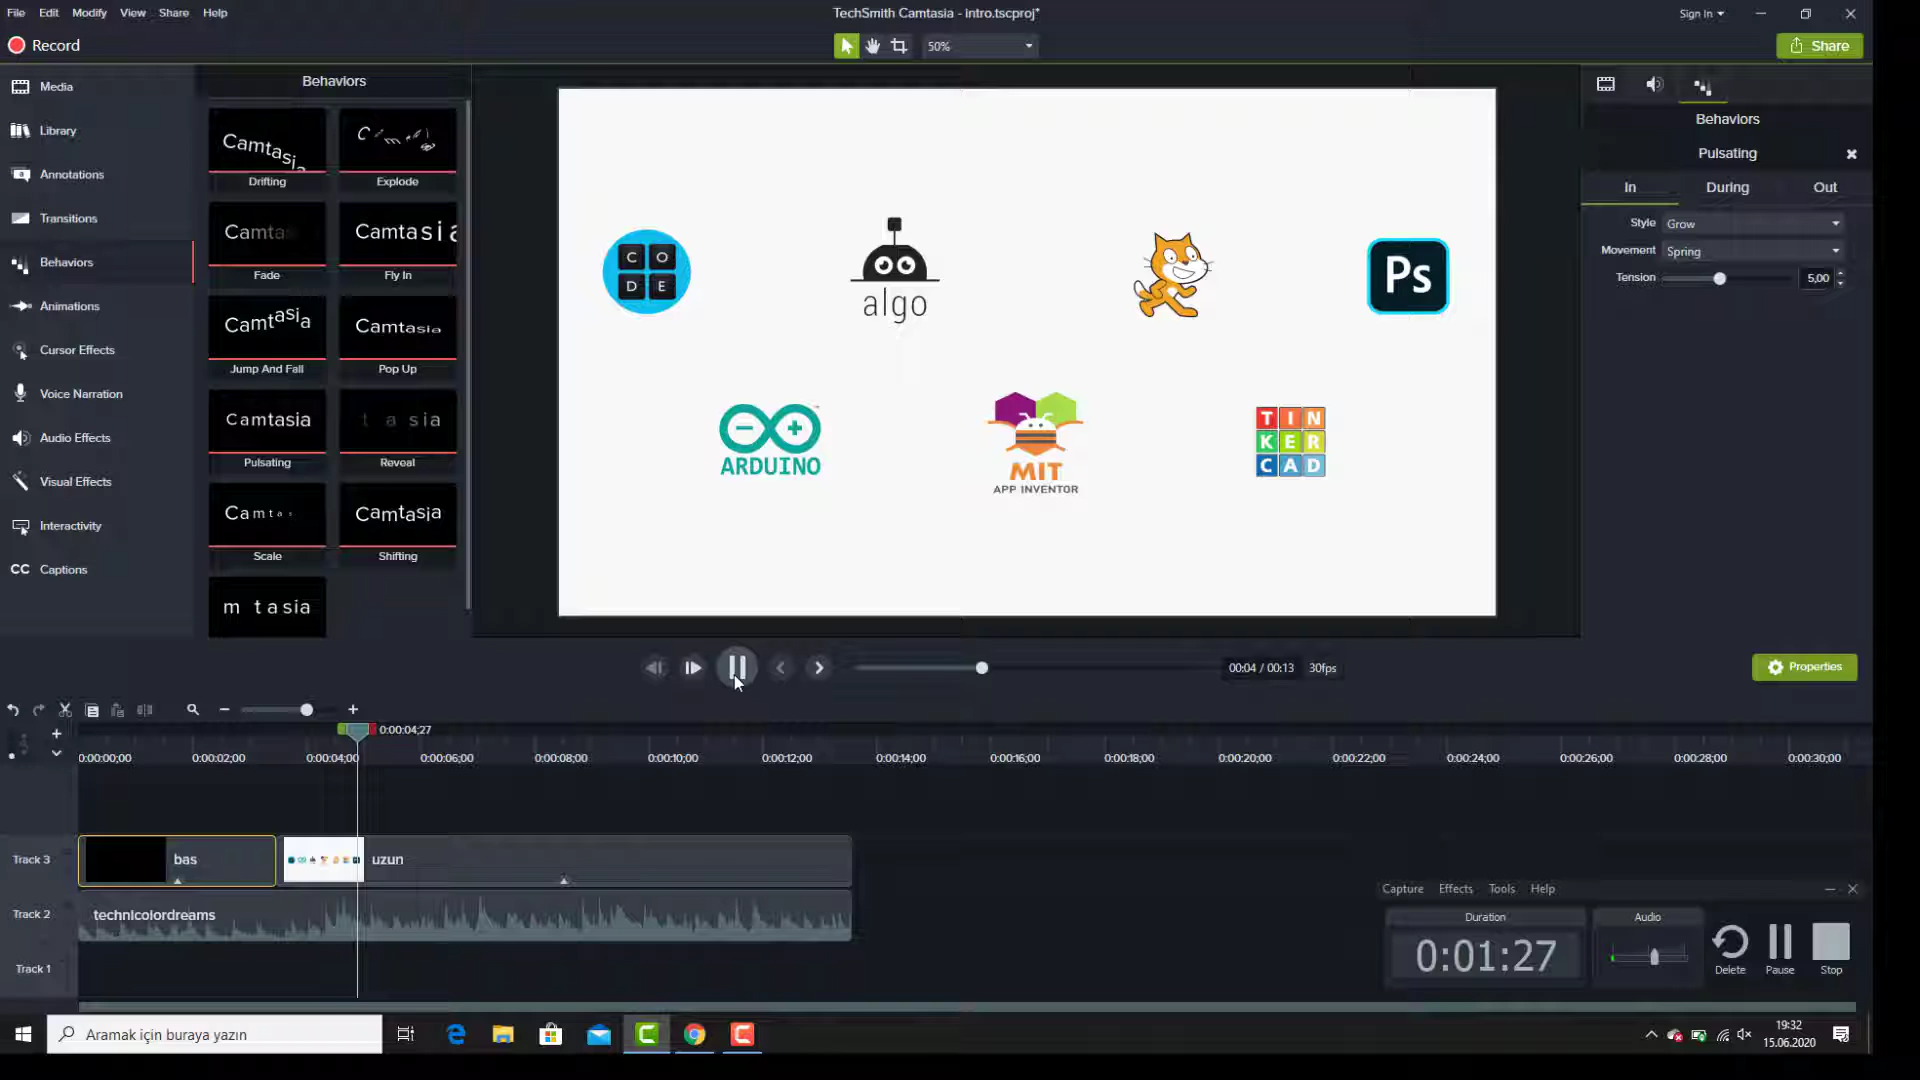 File Edit Modify View Share Help
TechSmith Camtasia - intro.tscproj*
Sign In
Record
50%
Share
Media
Library
Annotations
Transitions
Behaviors
Animations
Cursor Effects
Voice Narration
Audio Effects
Visual Effects
Interactivity
CC Captions
Behaviors
Camtasia
Drifting
Explode
Camta
Fade
Camtasia
Fly In
Camtasia
Jump And Fall
Camtasia
Pop Up
Camtasia
Pulsating
t a sia
Reveal
Camtas
Scale
Camtasia
Shifting
m t a sia
C O
D E
algo
Ps
ARDUINO
MIT
APP INVENTOR
T I N
K E R
C A D
Behaviors
Pulsating
In During Out
Style Grow
Movement Spring
Tension 5,00
00:04 / 00:13 30fps
Properties
0:00:04;27
0:00:00;00 0:00:02;00 0:00:04;00 0:00:06;00 0:00:08;00 0:00:10;00 0:00:12;00 0:00:14;00 0:00:16;00 0:00:18;00 0:00:20;00 0:00:22;00 0:00:24;00 0:00:26;00 0:00:28;00 0:00:30;00
Track 3 bas uzun
Track 2 technicolordreams
Track 1
Capture Effects Tools Help
Duration
0:01:27
Audio
Delete Pause Stop
Aramak için buraya yazın
19:32
15.06.2020